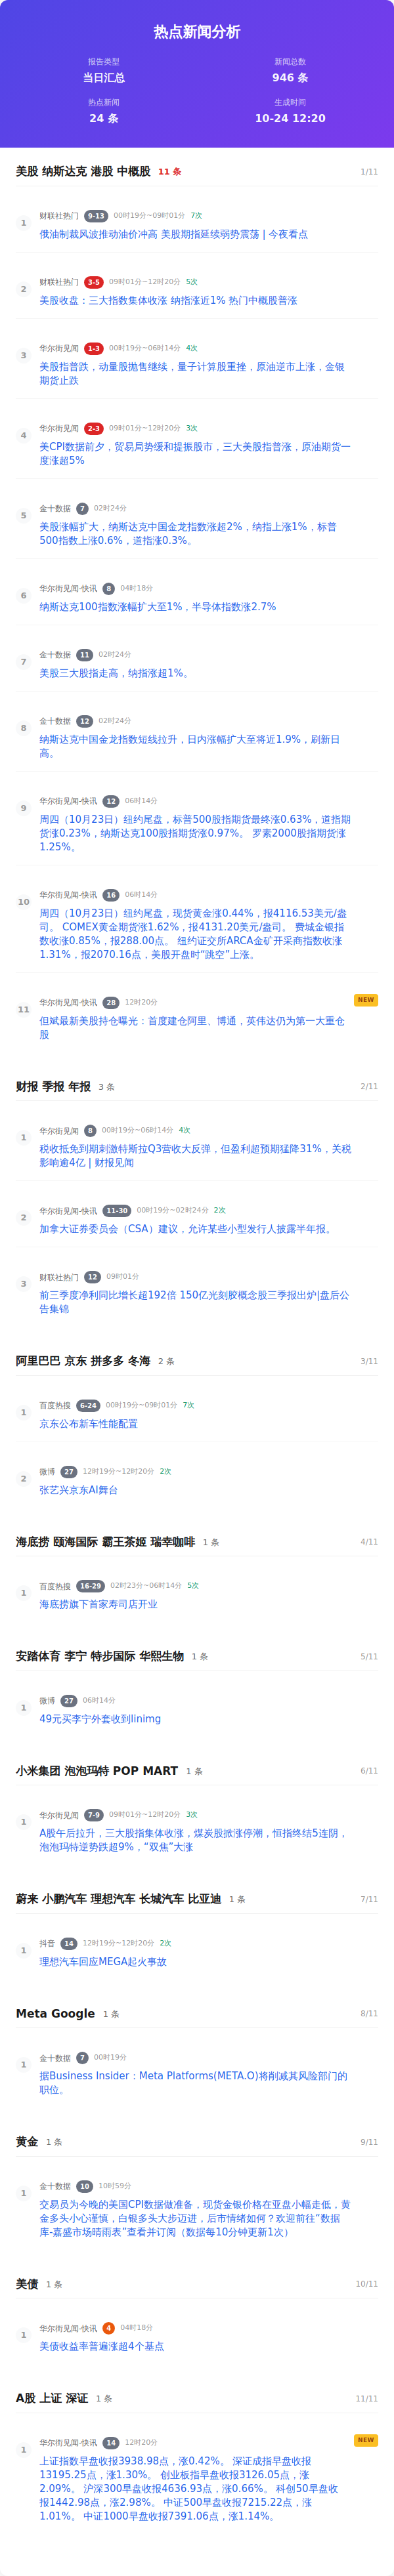 热点新闻分析
报告类型
当日汇总
新闻总数
946 条
热点新闻
24 条
生成时间
10-24 12:20
美股 纳斯达克 港股 中概股 11 条 1/11
1
财联社热门 9-13 00时19分~09时01分 7次
俄油制裁风波推动油价冲高 美股期指延续弱势震荡 | 今夜看点
2
财联社热门 3-5 09时01分~12时20分 5次
美股收盘：三大指数集体收涨 纳指涨近1% 热门中概股普涨
3
华尔街见闻 1-3 00时19分~06时14分 4次
美股指普跌，动量股抛售继续，量子计算股重挫，原油逆市上涨，金银
期货止跌
4
华尔街见闻 2-3 09时01分~12时20分 3次
美CPI数据前夕，贸易局势缓和提振股市，三大美股指普涨，原油期货一
度涨超5%
5
金十数据 7 02时24分
美股涨幅扩大，纳斯达克中国金龙指数涨超2%，纳指上涨1%，标普
500指数上涨0.6%，道指涨0.3%。
6
华尔街见闻-快讯 8 04时18分
纳斯达克100指数涨幅扩大至1%，半导体指数涨2.7%
7
金十数据 11 02时24分
美股三大股指走高，纳指涨超1%。
8
金十数据 12 02时24分
纳斯达克中国金龙指数短线拉升，日内涨幅扩大至将近1.9%，刷新日
高。
9
华尔街见闻-快讯 12 06时14分
周四（10月23日）纽约尾盘，标普500股指期货最终涨0.63%，道指期
货涨0.23%，纳斯达克100股指期货涨0.97%。 罗素2000股指期货涨
1.25%。
10
华尔街见闻-快讯 16 06时14分
周四（10月23日）纽约尾盘，现货黄金涨0.44%，报4116.53美元/盎
司。 COMEX黄金期货涨1.62%，报4131.20美元/盎司。 费城金银指
数收涨0.85%，报288.00点。 纽约证交所ARCA金矿开采商指数收涨
1.31%，报2070.16点，美股开盘时“跳空”上涨。
11
华尔街见闻-快讯 28 12时20分 NEW
但斌最新美股持仓曝光：首度建仓阿里、博通，英伟达仍为第一大重仓
股
财报 季报 年报 3 条 2/11
1
华尔街见闻 8 00时19分~06时14分 4次
税收抵免到期刺激特斯拉Q3营收大反弹，但盈利超预期猛降31%，关税
影响逾4亿 | 财报见闻
2
华尔街见闻-快讯 11-30 00时19分~02时24分 2次
加拿大证券委员会（CSA）建议，允许某些小型发行人披露半年报。
3
财联社热门 12 09时01分
前三季度净利同比增长超192倍 150亿光刻胶概念股三季报出炉|盘后公
告集锦
阿里巴巴 京东 拼多多 冬海 2 条 3/11
1
百度热搜 6-24 00时19分~09时01分 7次
京东公布新车性能配置
2
微博 27 12时19分~12时20分 2次
张艺兴京东AI舞台
海底捞 颐海国际 霸王茶姬 瑞幸咖啡 1 条 4/11
1
百度热搜 16-29 02时23分~06时14分 5次
海底捞旗下首家寿司店开业
安踏体育 李宁 特步国际 华熙生物 1 条 5/11
1
微博 27 06时14分
49元买李宁外套收到linimg
小米集团 泡泡玛特 POP MART 1 条 6/11
1
华尔街见闻 7-9 09时01分~12时20分 3次
A股午后拉升，三大股指集体收涨，煤炭股掀涨停潮，恒指终结5连阴，
泡泡玛特逆势跌超9%，“双焦”大涨
蔚来 小鹏汽车 理想汽车 长城汽车 比亚迪 1 条 7/11
1
抖音 14 12时19分~12时20分 2次
理想汽车回应MEGA起火事故
Meta Google 1 条 8/11
1
金十数据 7 00时19分
据Business Insider：Meta Platforms(META.O)将削减其风险部门的
职位。
黄金 1 条 9/11
1
金十数据 10 10时59分
交易员为今晚的美国CPI数据做准备，现货金银价格在亚盘小幅走低，黄
金多头小心谨慎，白银多头大步迈进，后市情绪如何？欢迎前往“数据
库-嘉盛市场晴雨表”查看并订阅（数据每10分钟更新1次）
美债 1 条 10/11
1
华尔街见闻-快讯 4 04时18分
美债收益率普遍涨超4个基点
A股 上证 深证 1 条 11/11
1
华尔街见闻-快讯 14 12时20分 NEW
上证指数早盘收报3938.98点，涨0.42%。 深证成指早盘收报
13195.25点，涨1.30%。 创业板指早盘收报3126.05点，涨
2.09%。 沪深300早盘收报4636.93点，涨0.66%。 科创50早盘收
报1442.98点，涨2.98%。 中证500早盘收报7215.22点，涨
1.01%。 中证1000早盘收报7391.06点，涨1.14%。